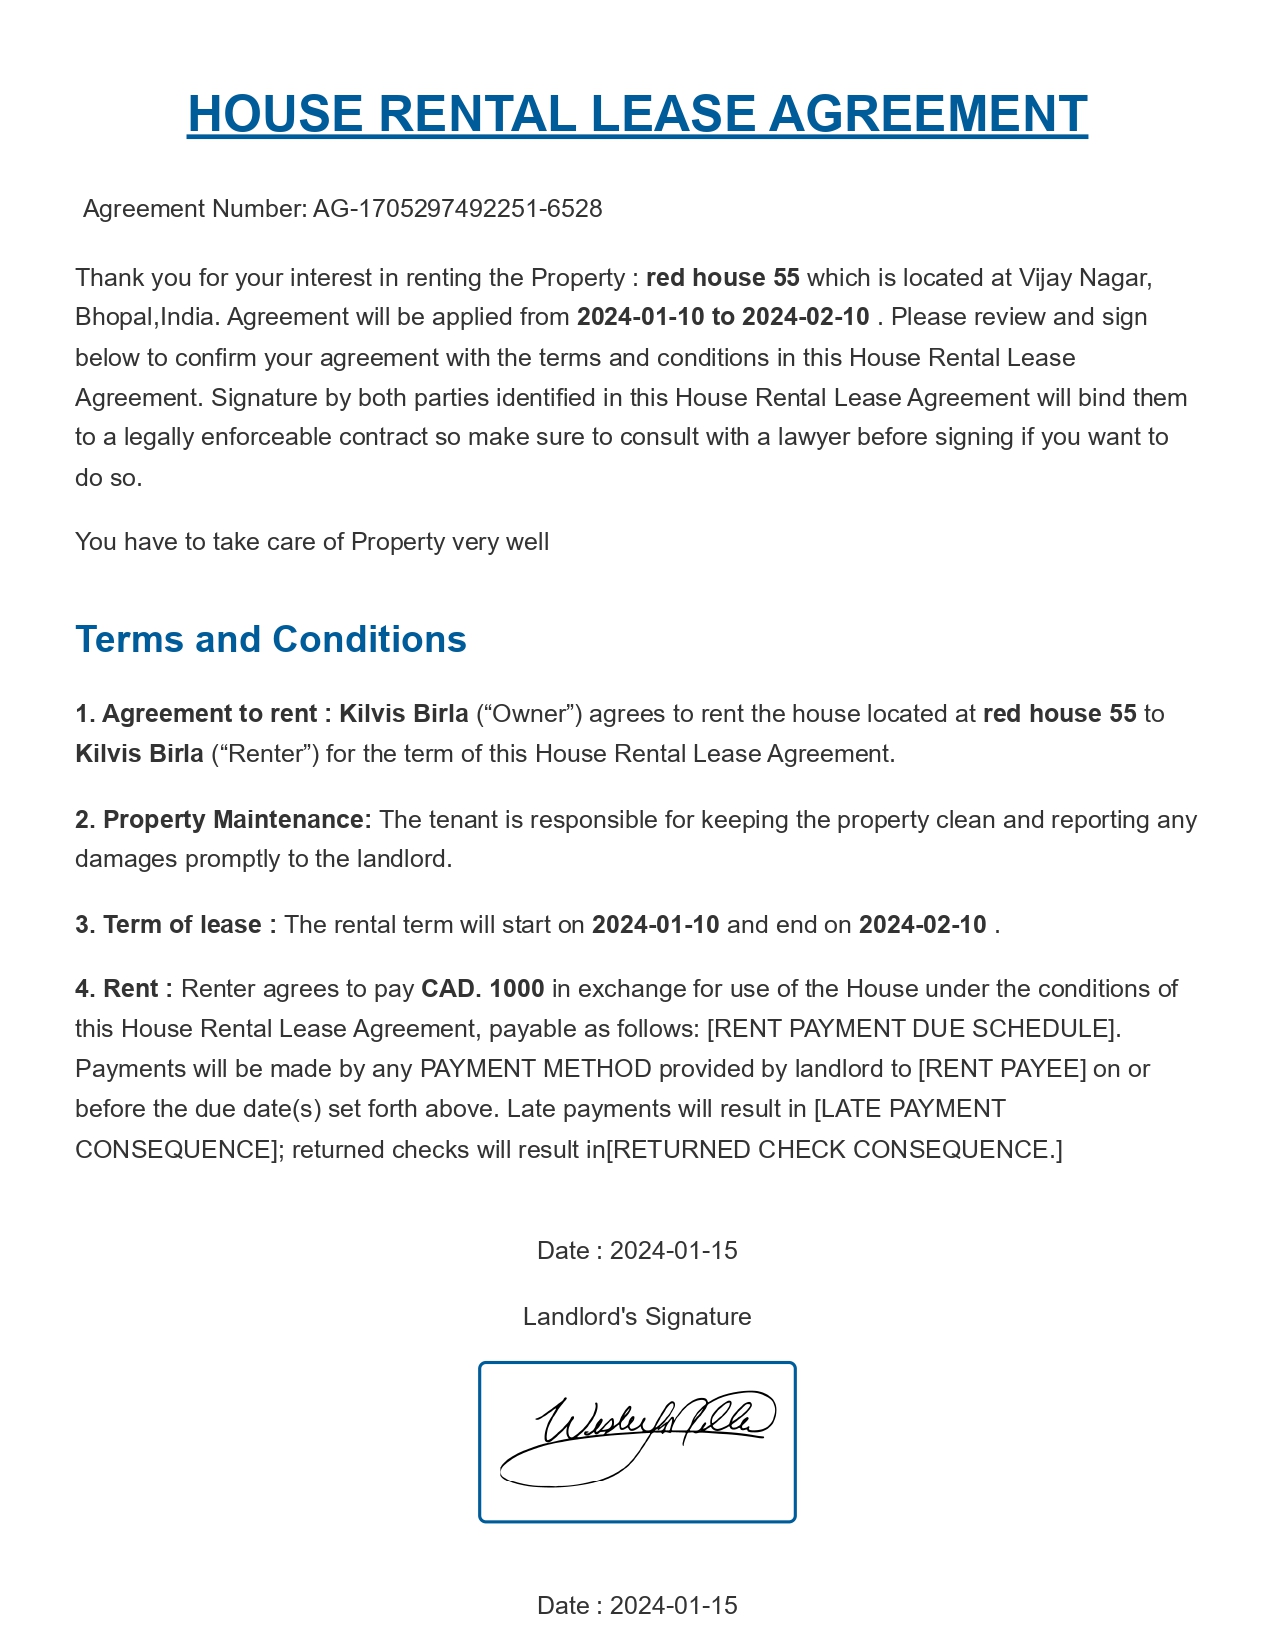 HOUSE RENTAL LEASE AGREEMENT
Agreement Number: AG-1705297492251-6528
Thank you for your interest in renting the Property : red house 55 which is located at Vijay Nagar,
Bhopal,India. Agreement will be applied from 2024-01-10 to 2024-02-10 . Please review and sign
below to confirm your agreement with the terms and conditions in this House Rental Lease
Agreement. Signature by both parties identified in this House Rental Lease Agreement will bind them
to a legally enforceable contract so make sure to consult with a lawyer before signing if you want to
do so.
You have to take care of Property very well
Terms and Conditions
1. Agreement to rent : Kilvis Birla (“Owner”) agrees to rent the house located at red house 55 to
Kilvis Birla (“Renter”) for the term of this House Rental Lease Agreement.
2. Property Maintenance: The tenant is responsible for keeping the property clean and reporting any
damages promptly to the landlord.
3. Term of lease : The rental term will start on 2024-01-10 and end on 2024-02-10 .
4. Rent : Renter agrees to pay CAD. 1000 in exchange for use of the House under the conditions of
this House Rental Lease Agreement, payable as follows: [RENT PAYMENT DUE SCHEDULE].
Payments will be made by any PAYMENT METHOD provided by landlord to [RENT PAYEE] on or
before the due date(s) set forth above. Late payments will result in [LATE PAYMENT
CONSEQUENCE]; returned checks will result in[RETURNED CHECK CONSEQUENCE.]
Date : 2024-01-15
Landlord's Signature
Date : 2024-01-15